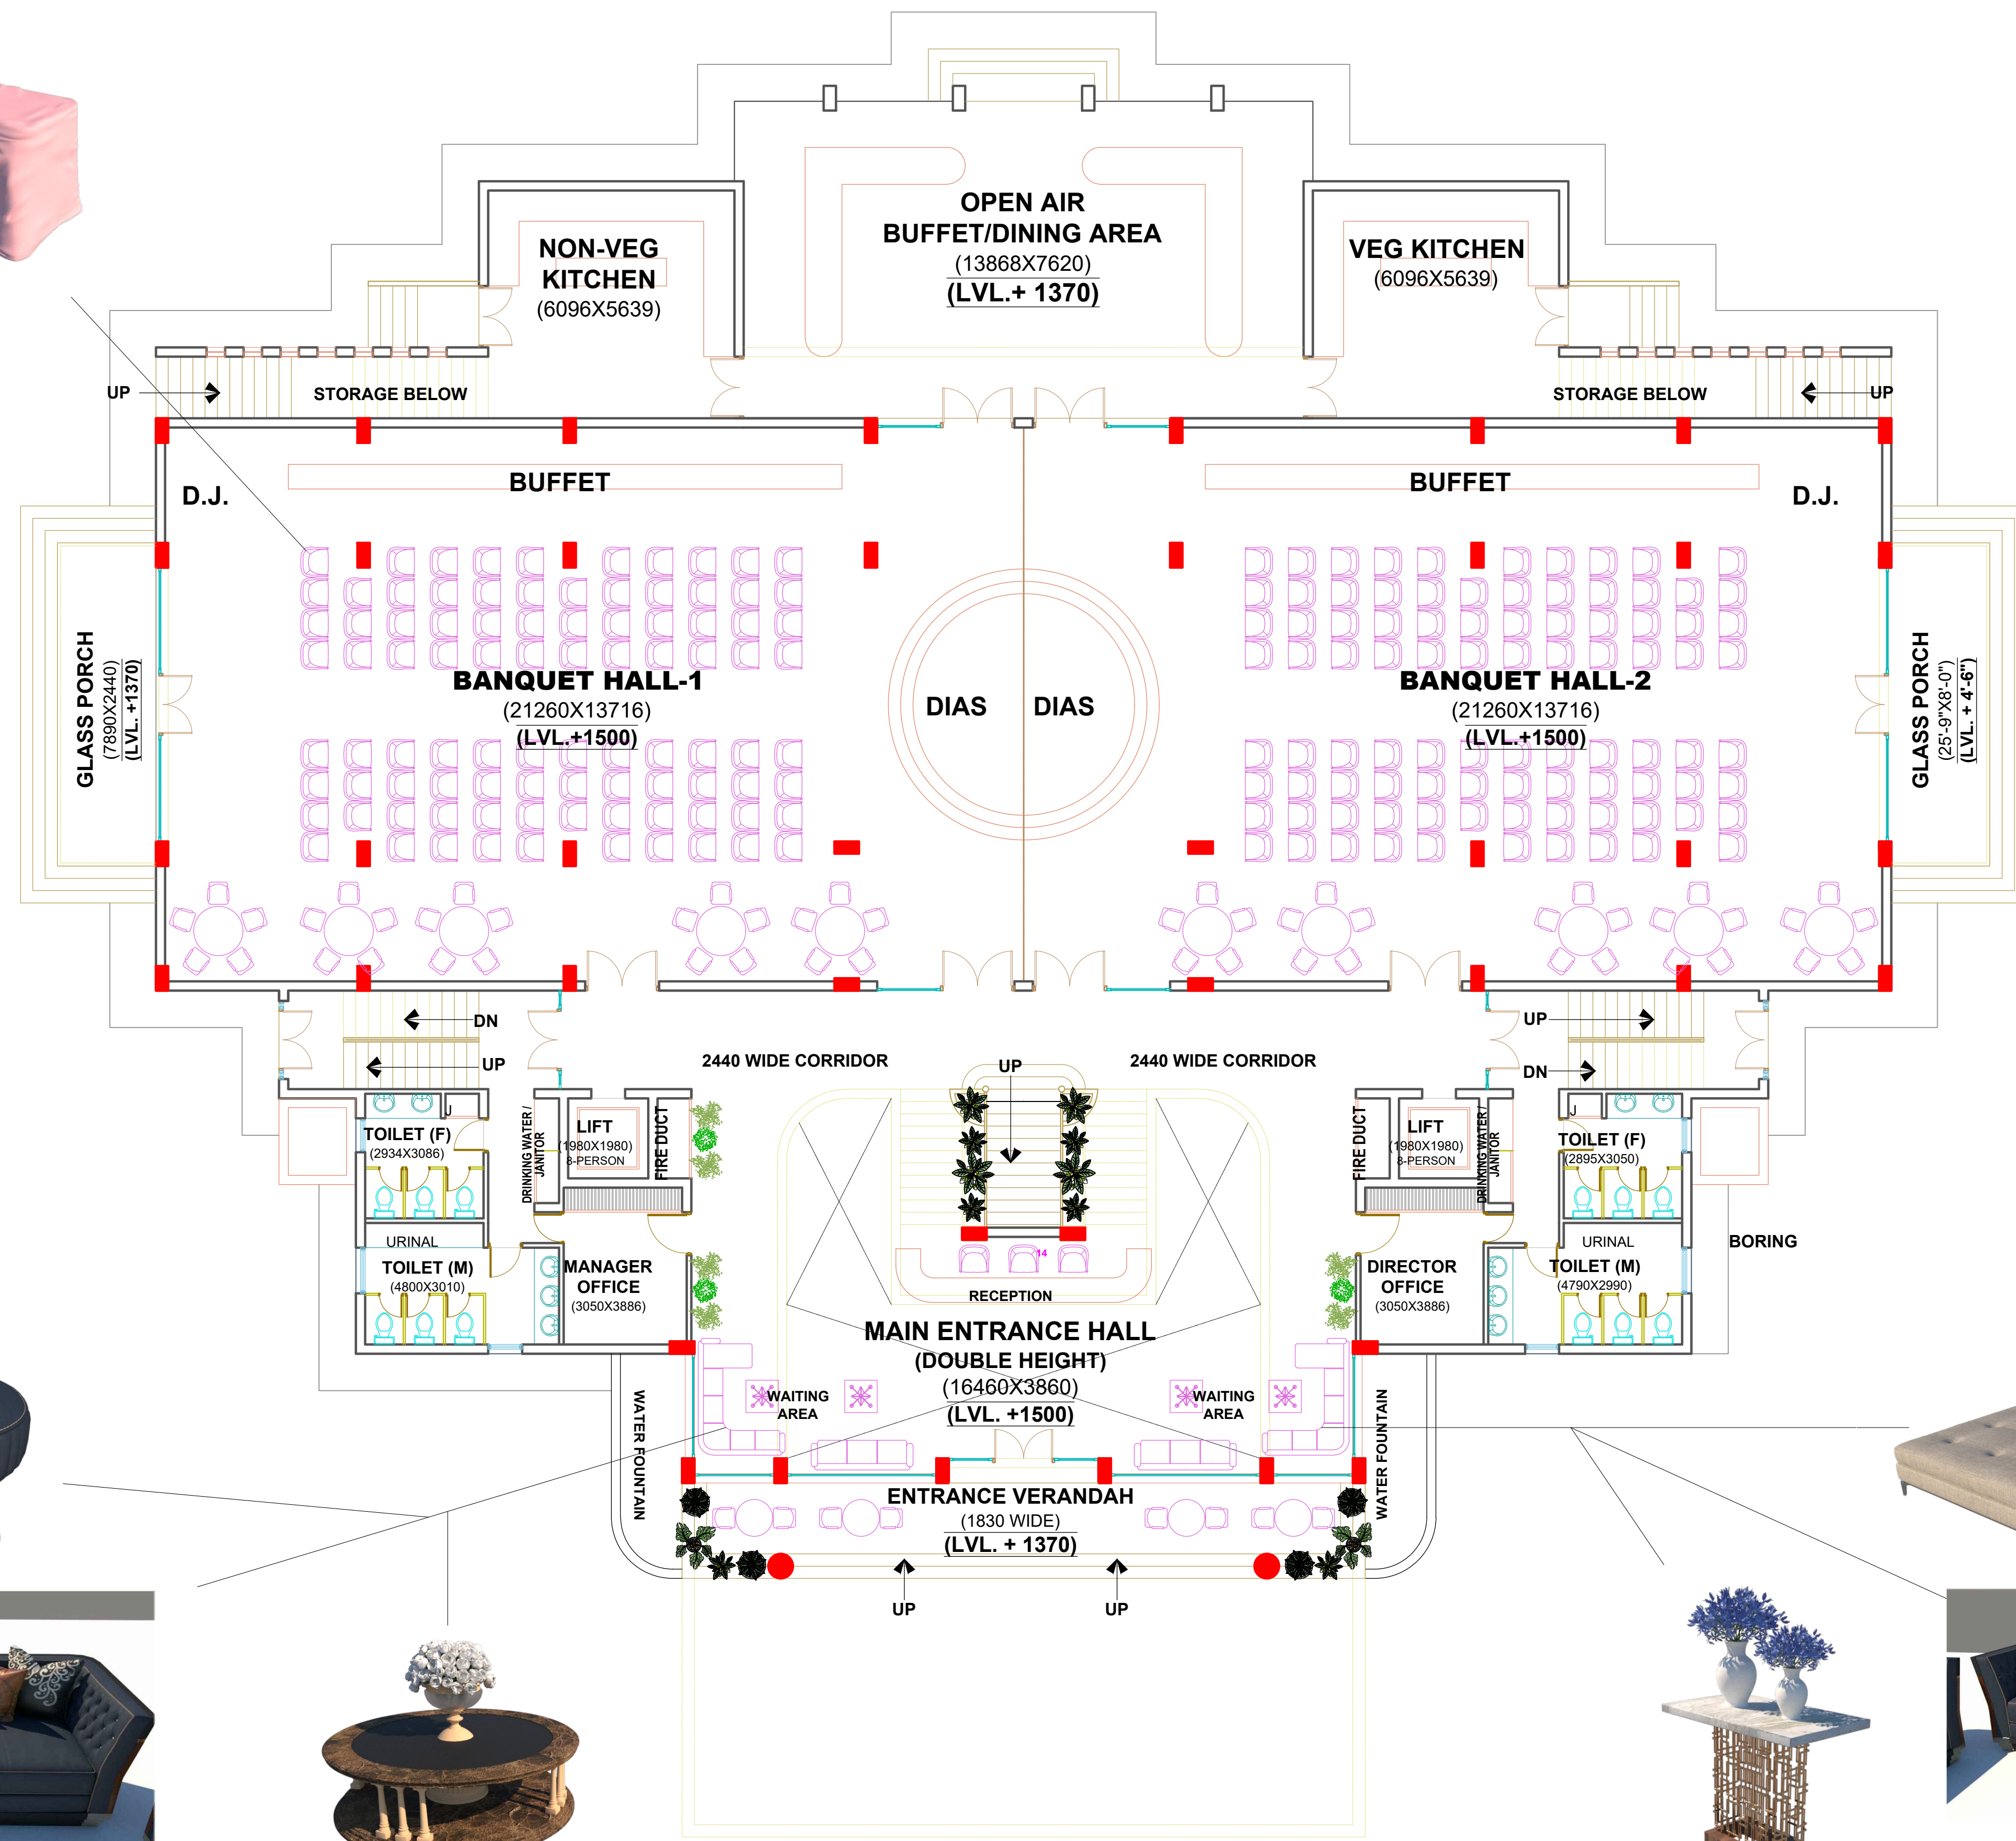 OPEN AIR
BUFFET/DINING AREA
(13868X7620)
(LVL.+ 1370)
NON-VEG
KITCHEN
(6096X5639)
VEG KITCHEN
(6096X5639)
UP
STORAGE BELOW
STORAGE BELOW
UP
D.J.
BUFFET
BUFFET
D.J.
GLASS PORCH
(7890X2440)
(LVL. +1370)
BANQUET HALL-1
(21260X13716)
(LVL.+1500)
DIAS
DIAS
BANQUET HALL-2
(21260X13716)
(LVL.+1500)
GLASS PORCH
(25'-9"X8'-0")
(LVL. + 4'-6")
DN
UP
2440 WIDE CORRIDOR
UP
2440 WIDE CORRIDOR
UP
DN
J
TOILET (F)
(2934X3086)
DRINKING WATER /
JANITOR
LIFT
(1980X1980)
8-PERSON
FIRE DUCT
FIRE DUCT
LIFT
(1980X1980)
8-PERSON
DRINKING WATER /
JANITOR
J
TOILET (F)
(2895X3050)
URINAL
TOILET (M)
(4800X3010)
MANAGER
OFFICE
(3050X3886)
14
RECEPTION
DIRECTOR
OFFICE
(3050X3886)
URINAL
TOILET (M)
(4790X2990)
BORING
MAIN ENTRANCE HALL
(DOUBLE HEIGHT)
(16460X3860)
(LVL. +1500)
WAITING
AREA
WAITING
AREA
WATER FOUNTAIN
WATER FOUNTAIN
ENTRANCE VERANDAH
(1830 WIDE)
(LVL. + 1370)
UP
UP